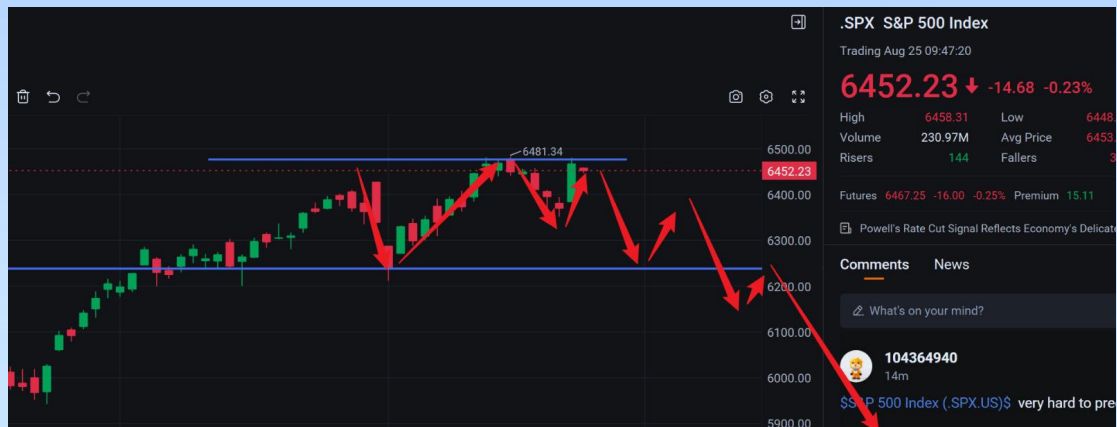 .SPX S&P 500 Index
Trading Aug 25 09:47:20
6452.23 -14.68 -0.23%
High 6458.31 Low 6448.
Volume 230.97M Avg Price 6453.
Risers 144 Fallers 3
Futures 6467.25 -16.00 -0.25% Premium 15.11
Powell's Rate Cut Signal Reflects Economy's Delicate
Comments News
What's on your mind?
104364940
14m
$S&P 500 Index (.SPX.US)$ very hard to pre
6481.34
6500.00
6452.23
6400.00
6300.00
6200.00
6100.00
6000.00
5900.00